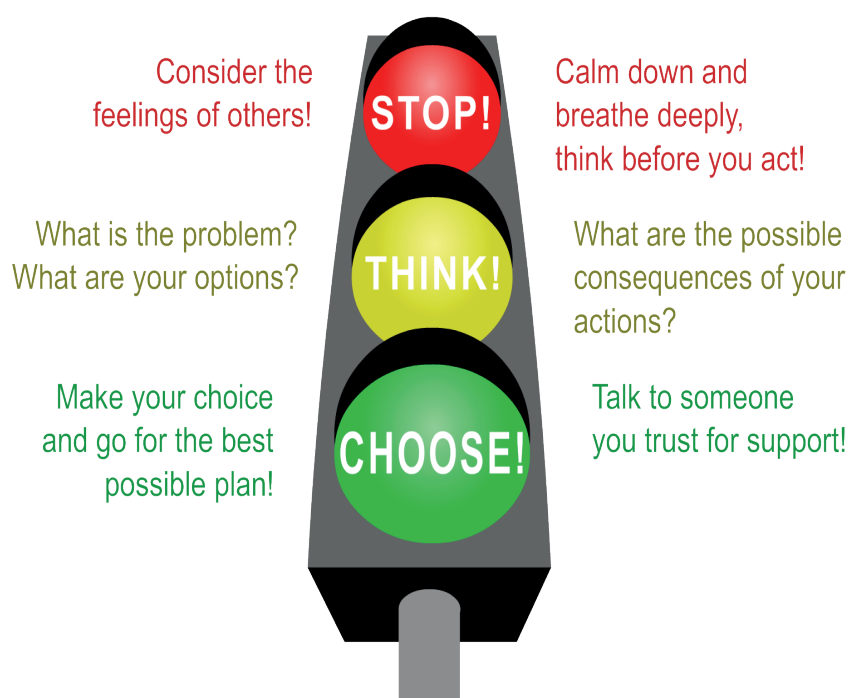 Consider the
feelings of others!
STOP!
Calm down and
breathe deeply,
think before you act!
What is the problem?
What are your options?
THINK!
What are the possible
consequences of your
actions?
Make your choice
and go for the best
possible plan!
CHOOSE!
Talk to someone
you trust for support!